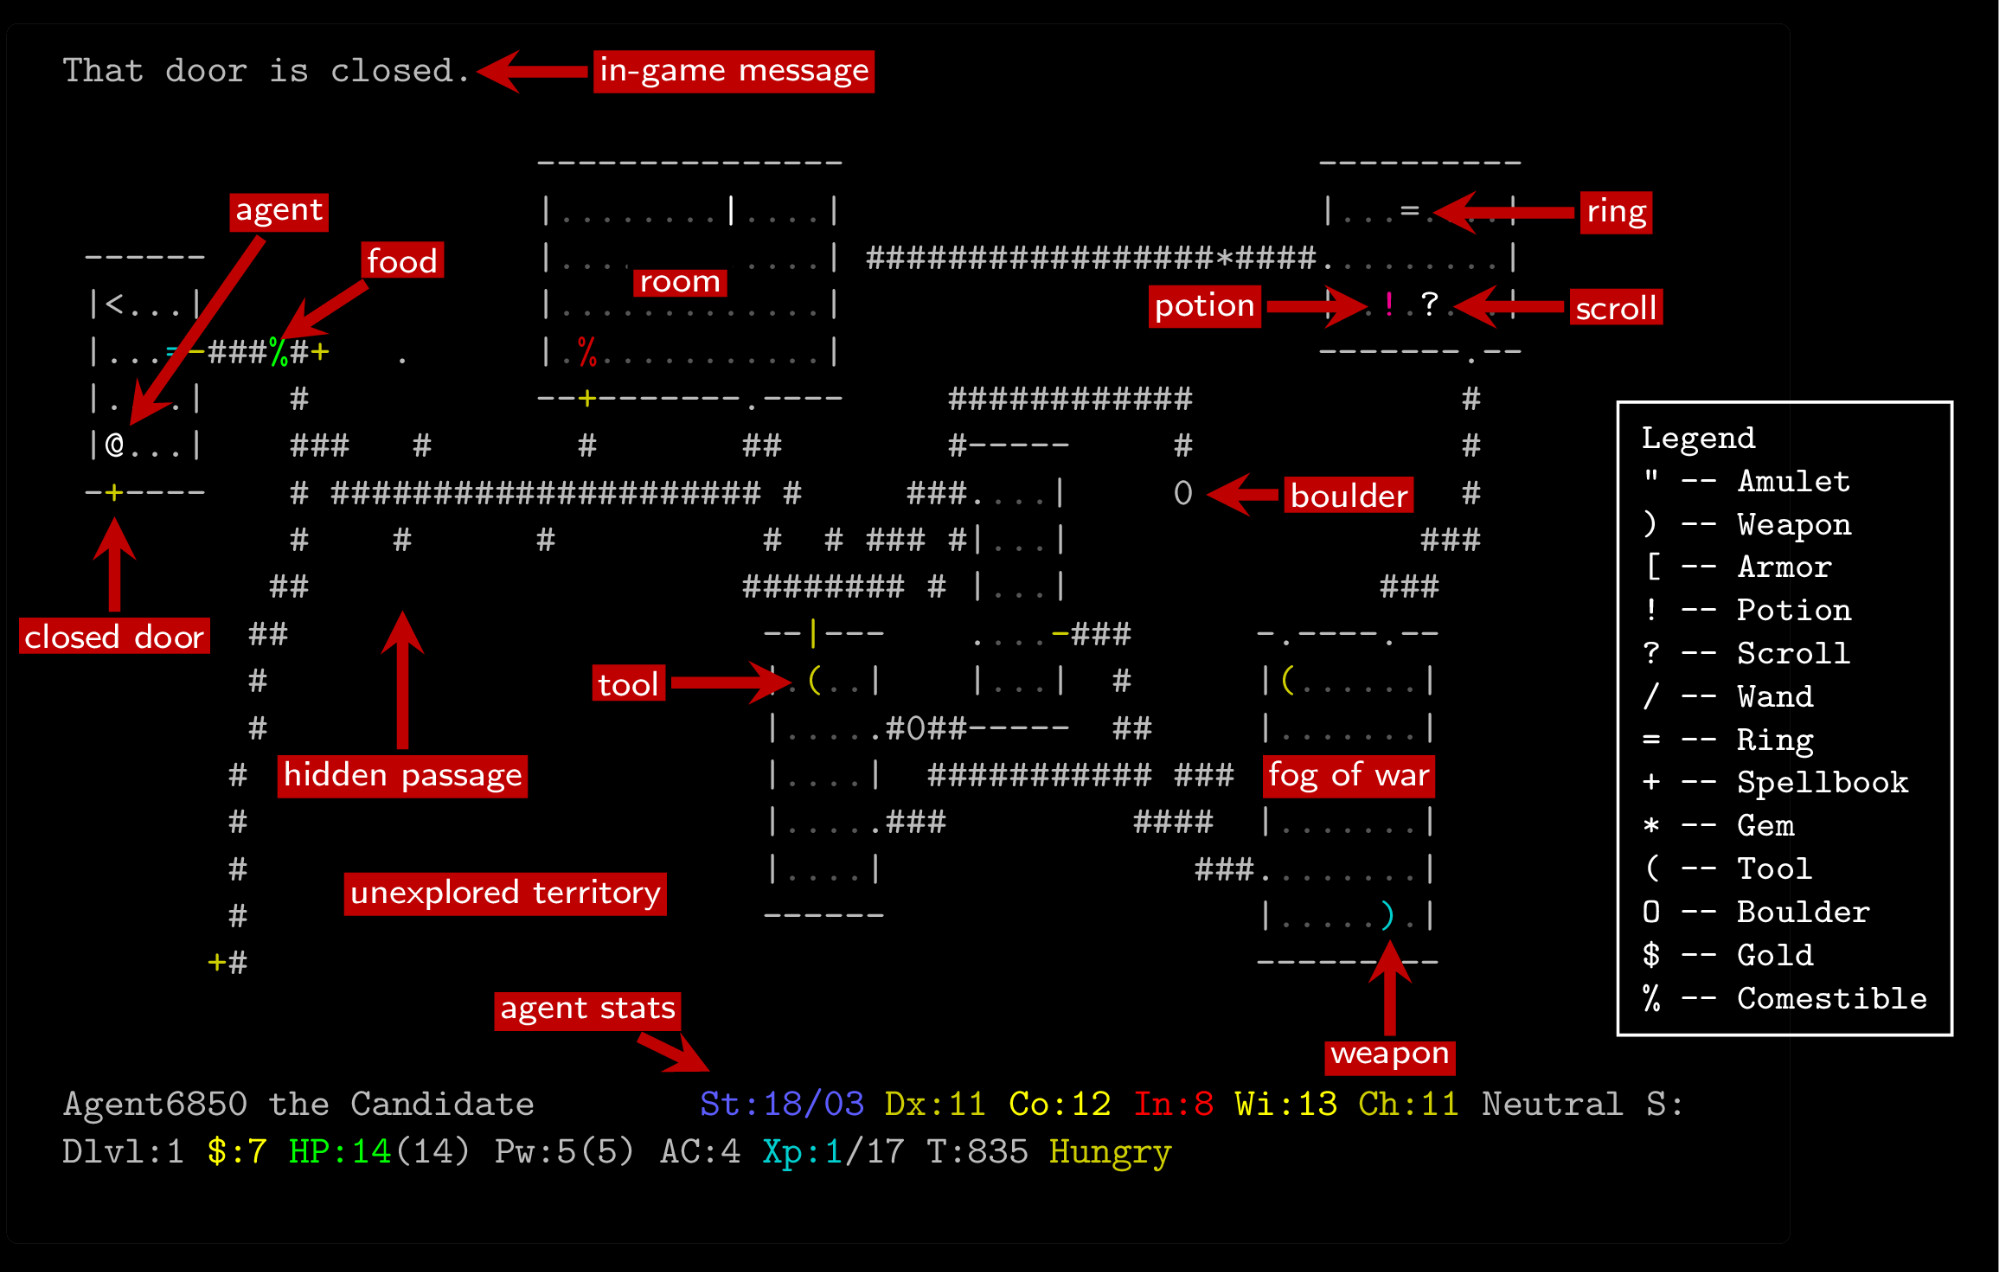 That door is closed. in-game message
--------------- ----------
agent |........|....| |...=....| ring
------ food |.... ....| #################*####.........|
|<...| room potion | ! .? . | scroll
|...=-###%#+ . |.............|
|. .| # |.%...........| -------.--
--+--------.---- ############ #
|@...| ### # # ## #----- # #
-+---- # ##################### # ###....| O boulder #
# # # # # ### #|...| ###
## ######## # |...| ###
closed door ## --|--- ....-### -.----.--
# tool |.(..| |...| # |(......|
# |.....#O##----- ## |.......|
# hidden passage |....| ########### ### fog of war
# |.....### #### |.......|
# unexplored territory |....| ###........|
# ------ |.....).|
+# ---------
agent stats
weapon
Legend
" -- Amulet
) -- Weapon
[ -- Armor
! -- Potion
? -- Scroll
/ -- Wand
= -- Ring
+ -- Spellbook
* -- Gem
( -- Tool
O -- Boulder
$ -- Gold
% -- Comestible
Agent6850 the Candidate St:18/03 Dx:11 Co:12 In:8 Wi:13 Ch:11 Neutral S:
Dlvl:1 $:7 HP:14(14) Pw:5(5) AC:4 Xp:1/17 T:835 Hungry